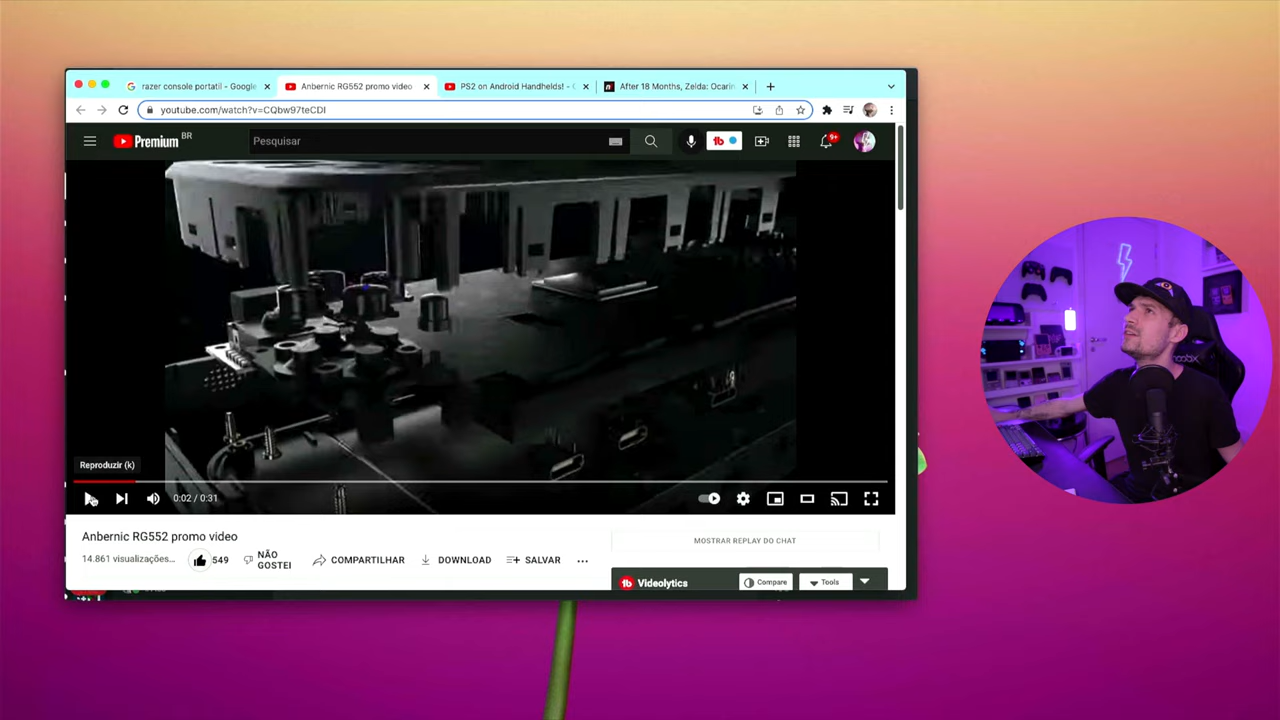 razer console portatil - Google
Anbernic RG552 promo video
PS2 on Android Handhelds! -
After 18 Months, Zelda: Ocarin
youtube.com/watch?v=CQbw97teCDI
Premium BR
Pesquisar
9+
Reproduzir (k)
0:02 / 0:31
Anbernic RG552 promo video
14.861 visualizações...
549
NÃO
GOSTEI
COMPARTILHAR
DOWNLOAD
SALVAR
MOSTRAR REPLAY DO CHAT
Videolytics
Compare
Tools